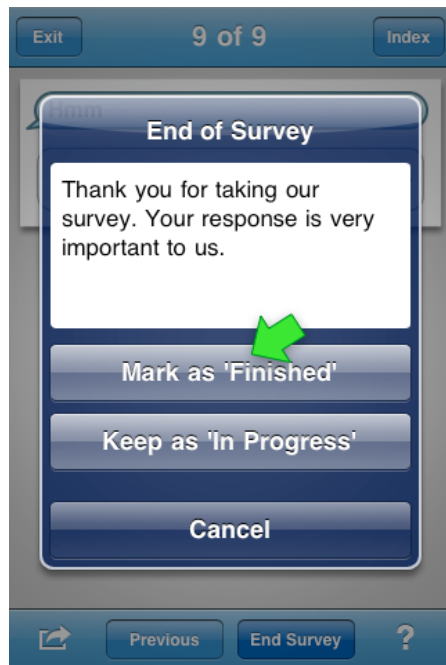 Exit
9 of 9
Index
Hmm
End of Survey
Thank you for taking our
survey. Your response is very
important to us.
Mark as 'Finished'
Keep as 'In Progress'
Cancel
Previous
End Survey
?